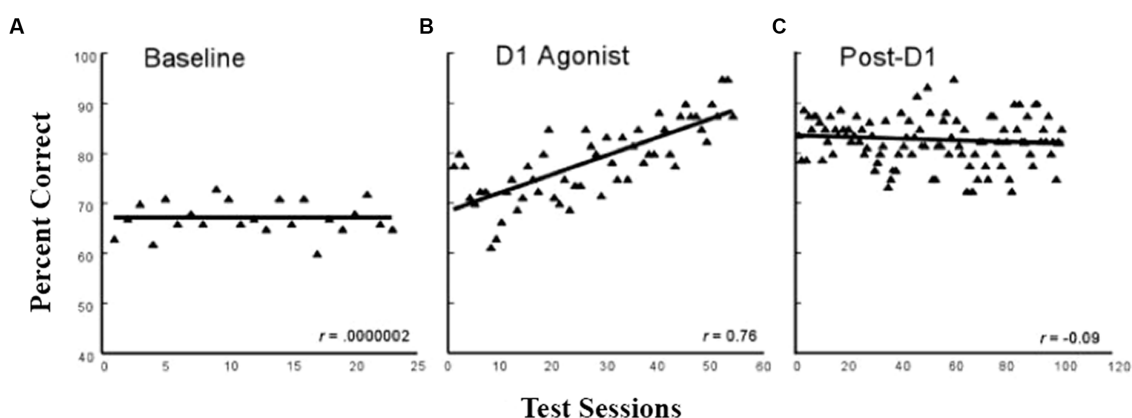 A
B
C
Baseline
D1 Agonist
Post-D1
Percent Correct
100
90
80
70
60
50
40
r = .0000002
r = 0.76
r = -0.09
0 5 10 15 20 25
0 10 20 30 40 50 60
0 20 40 60 80 100 120
Test Sessions